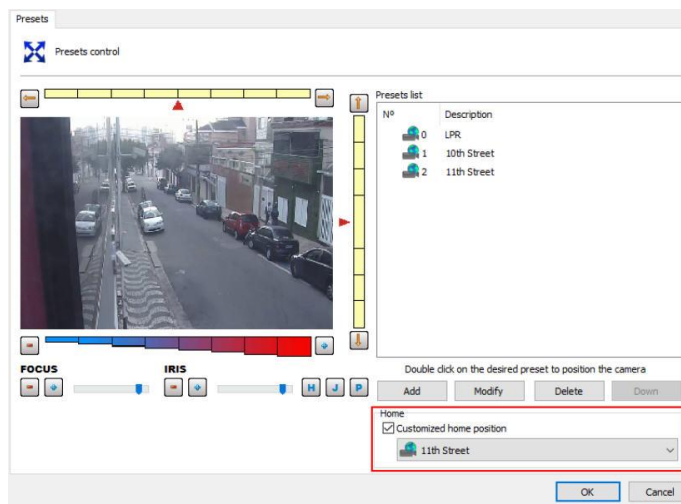 Presets
Presets control
Presets list
Nº Description
0 LPR
1 10th Street
2 11th Street
FOCUS IRIS
H J P
Double click on the desired preset to position the camera
Add Modify Delete Down
Home
Customized home position
11th Street
OK Cancel